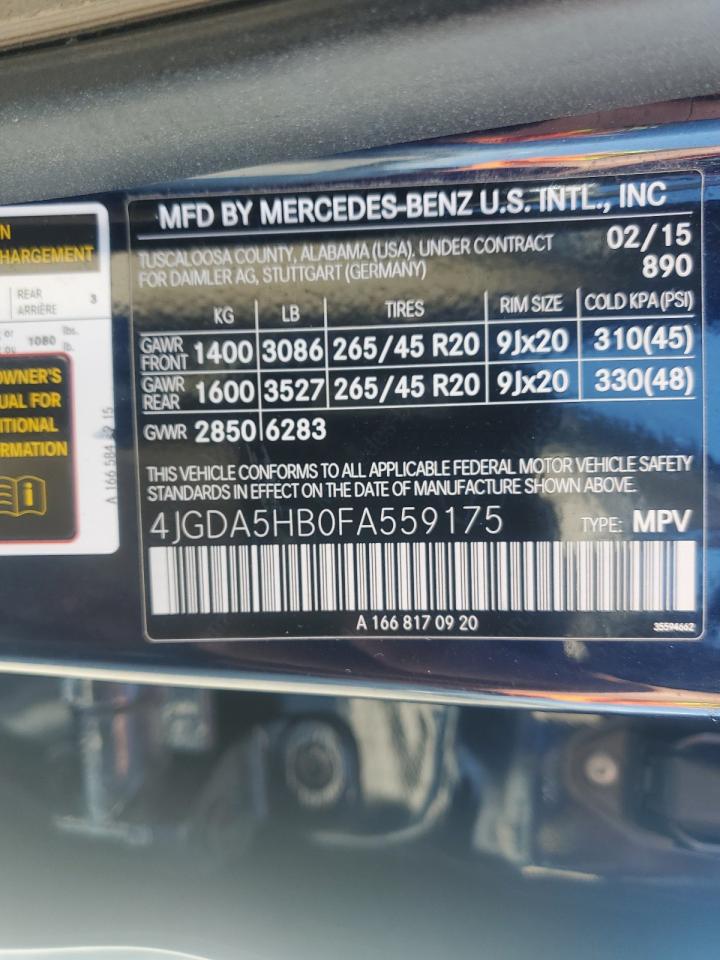 N
HARGEMENT
REAR 3
ARRIÈRE
or 1080 lbs.
ou lb.
OWNER'S
UAL FOR
ITIONAL
RMATION
MFD BY MERCEDES-BENZ U.S. INTL., INC
TUSCALOOSA COUNTY, ALABAMA (USA). UNDER CONTRACT 02/15
FOR DAIMLER AG, STUTTGART (GERMANY) 890
KG LB TIRES RIM SIZE COLD KPA (PSI)
GAWR FRONT 1400 3086 265/45 R20 9Jx20 310(45)
GAWR REAR 1600 3527 265/45 R20 9Jx20 330(48)
GVWR 2850 6283
THIS VEHICLE CONFORMS TO ALL APPLICABLE FEDERAL MOTOR VEHICLE SAFETY
STANDARDS IN EFFECT ON THE DATE OF MANUFACTURE SHOWN ABOVE.
4JGDA5HB0FA559175 TYPE: MPV
A 166 817 09 20 35594662